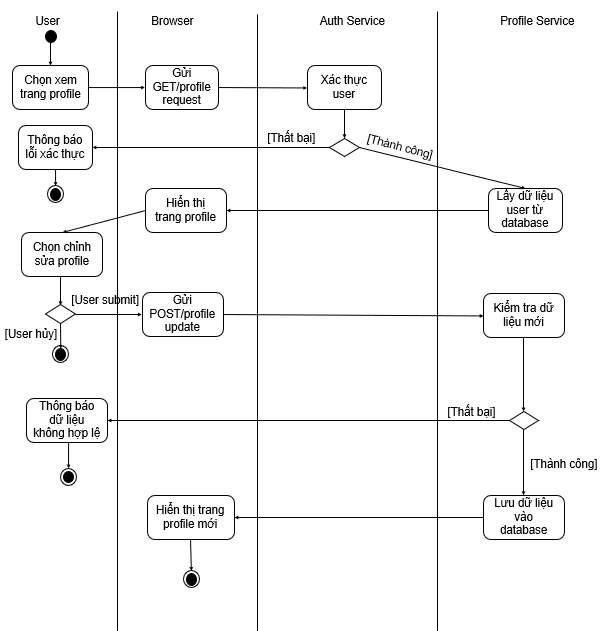 User
Browser
Auth Service
Profile Service
Chọn xem
trang profile
Gửi
GET/profile
request
Xác thực
user
[Thất bại]
[Thành công]
Thông báo
lỗi xác thực
Lấy dữ liệu
user từ
database
Hiển thị
trang profile
Chọn chỉnh
sửa profile
[User submit]
[User hủy]
Gửi
POST/profile
update
Kiểm tra dữ
liệu mới
Thông báo
dữ liệu
không hợp lệ
[Thất bại]
[Thành công]
Lưu dữ liệu
vào
database
Hiển thị trang
profile mới